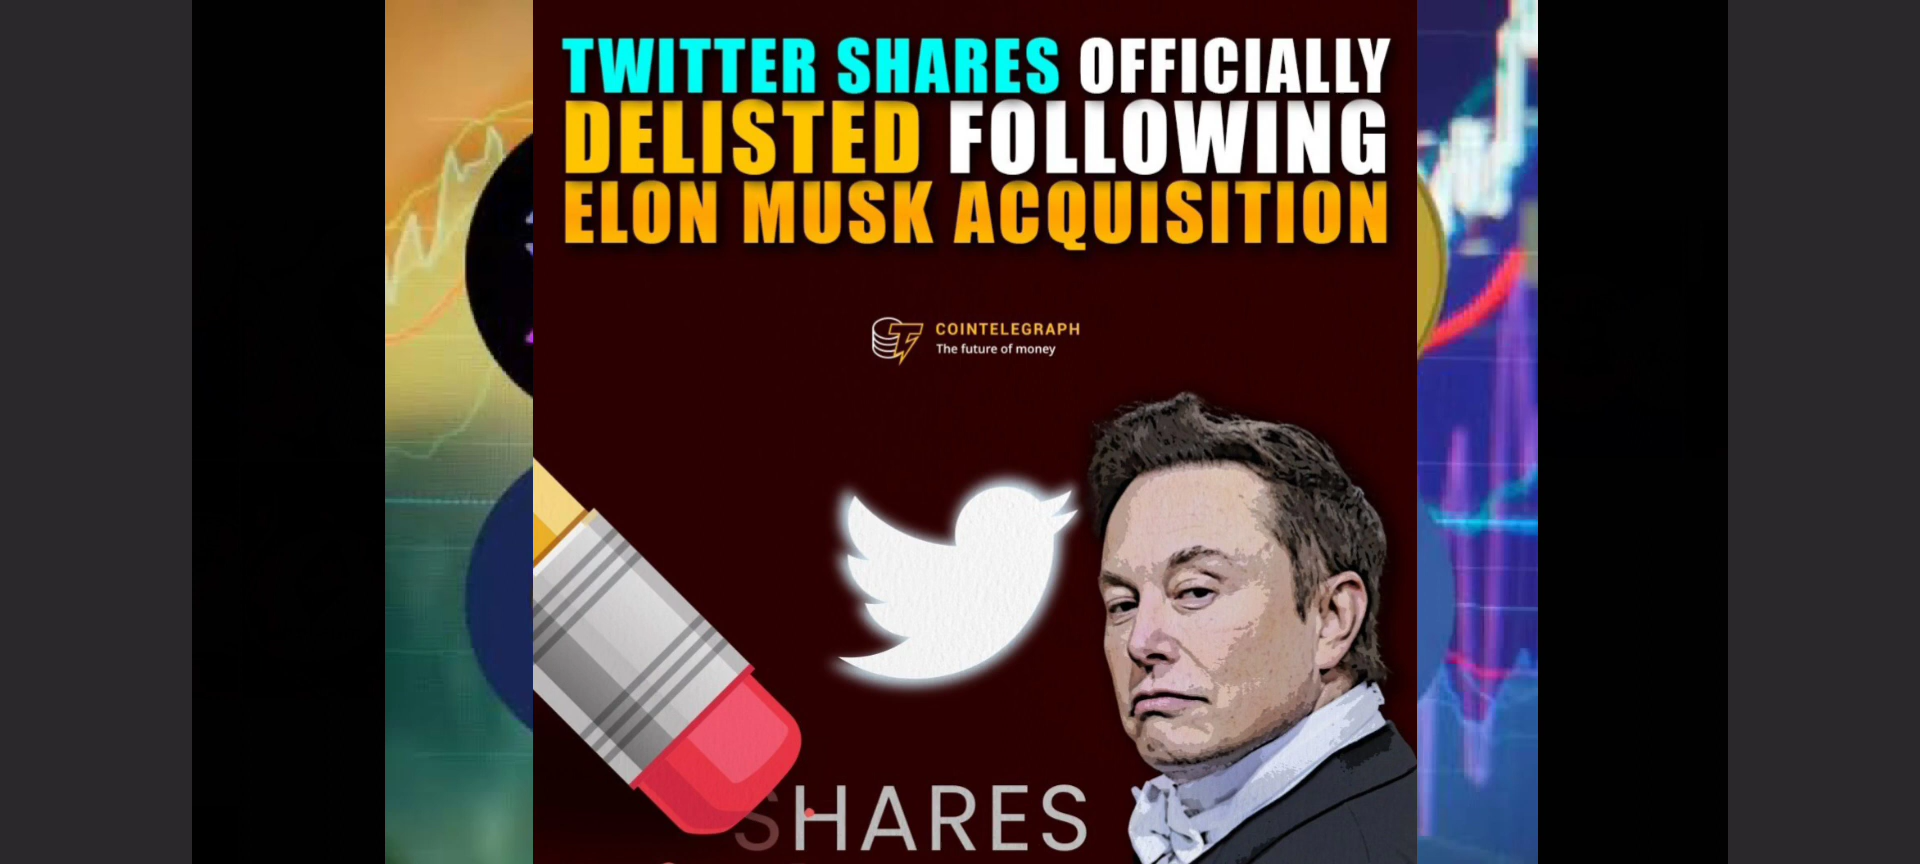 TWITTER SHARES OFFICIALLY
DELISTED FOLLOWING
ELON MUSK ACQUISITION
COINTELEGRAPH
The future of money
SHARES